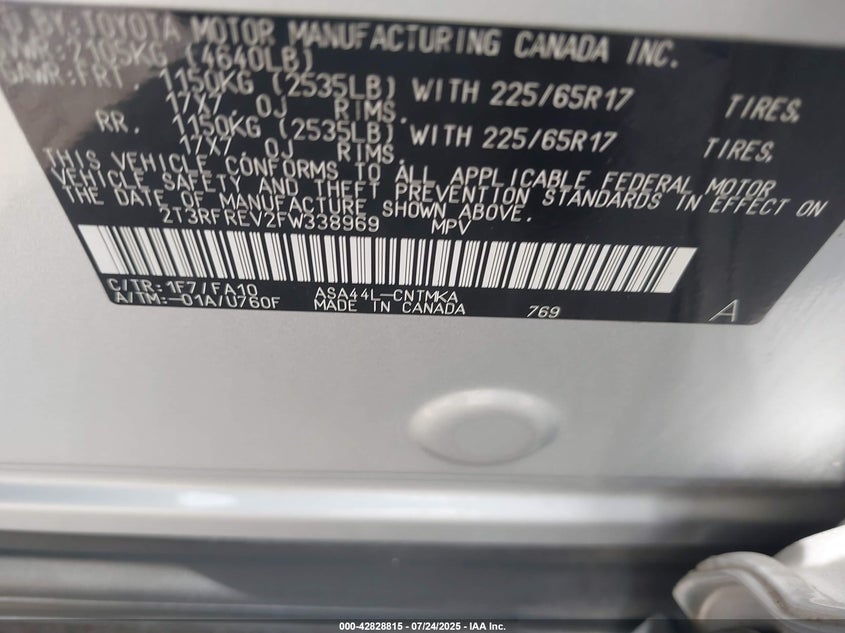 BY: TOYOTA MOTOR MANUFACTURING CANADA INC.
2105KG (4640LB)
GAWR: FRT. 1150KG (2535LB) WITH 225/65R17 TIRES,
17X7.0J RIMS.
RR. 1150KG (2535LB) WITH 225/65R17 TIRES,
17X7.0J RIMS.
THIS VEHICLE CONFORMS TO ALL APPLICABLE FEDERAL MOTOR
VEHICLE SAFETY AND THEFT PREVENTION STANDARDS IN EFFECT ON
THE DATE OF MANUFACTURE SHOWN ABOVE.
2T3RFREV2FW338969 MPV
C/TR: 1F7/FA10 ASA44L-CNTMKA
A/TM: -01A/U760F MADE IN CANADA 769 A
000-42828815 - 07/24/2025 - IAA Inc.